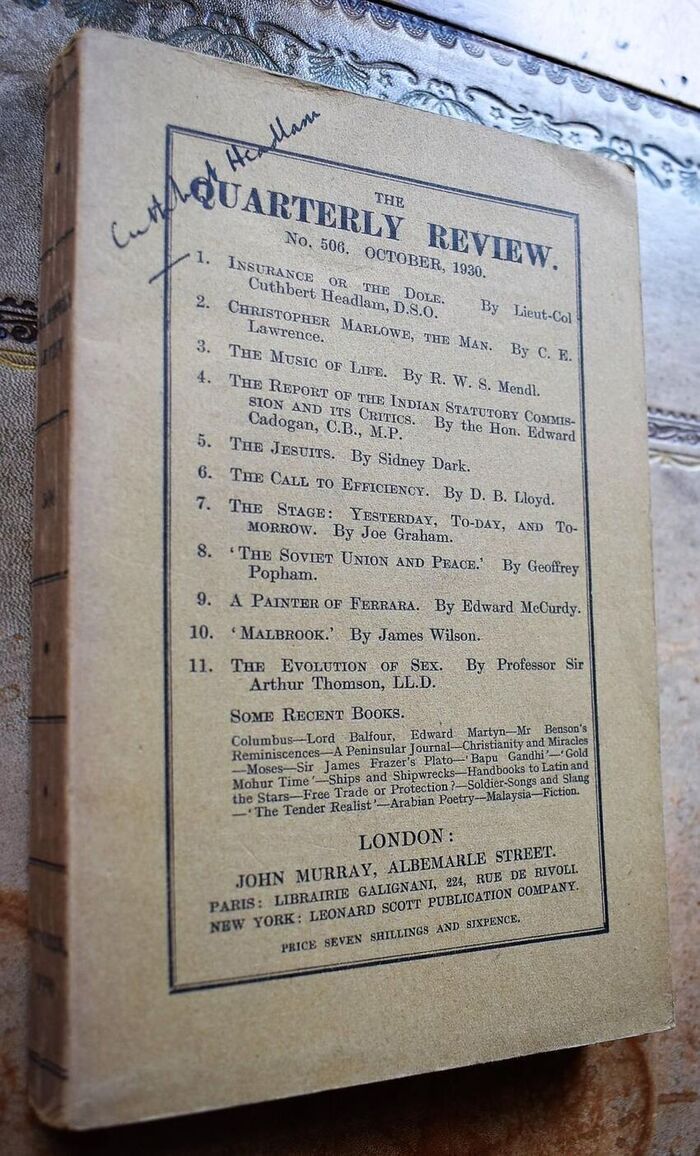 Cuthbert Headlam
THE
QUARTERLY REVIEW.
No. 506. OCTOBER, 1930.
1. INSURANCE OR THE DOLE. By Lieut-Col
Cuthbert Headlam, D.S.O.
2. CHRISTOPHER MARLOWE, THE MAN. By C. E.
Lawrence.
3. THE MUSIC OF LIFE. By R. W. S. Mendl.
4. THE REPORT OF THE INDIAN STATUTORY COMMIS-
SION AND ITS CRITICS. By the Hon. Edward
Cadogan, C.B., M.P.
5. THE JESUITS. By Sidney Dark.
6. THE CALL TO EFFICIENCY. By D. B. Lloyd.
7. THE STAGE: YESTERDAY, TO-DAY, AND TO-
MORROW. By Joe Graham.
8. 'THE SOVIET UNION AND PEACE.' By Geoffrey
Popham.
9. A PAINTER OF FERRARA. By Edward McCurdy.
10. 'MALBROOK.' By James Wilson.
11. THE EVOLUTION OF SEX. By Professor Sir
Arthur Thomson, LL.D.
SOME RECENT BOOKS.
Columbus—Lord Balfour, Edward Martyn—Mr Benson's
Reminiscences—A Peninsular Journal—Christianity and Miracles
—Moses—Sir James Frazer's Plato—'Bapu Gandhi'—'Gold
Mohur Time'—Ships and Shipwrecks—Handbooks to Latin and
the Stars—Free Trade or Protection?—Soldier-Songs and Slang
—'The Tender Realist'—Arabian Poetry—Malaysia—Fiction.
LONDON:
JOHN MURRAY, ALBEMARLE STREET.
PARIS: LIBRAIRIE GALIGNANI, 224, RUE DE RIVOLI.
NEW YORK: LEONARD SCOTT PUBLICATION COMPANY.
PRICE SEVEN SHILLINGS AND SIXPENCE.